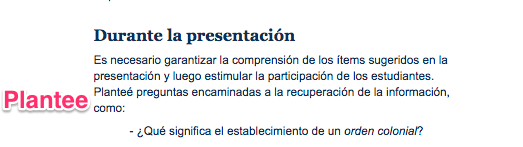 Durante la presentación
Es necesario garantizar la comprensión de los ítems sugeridos en la
presentación y luego estimular la participación de los estudiantes.
Plantee
Planteé preguntas encaminadas a la recuperación de la información,
como:
- ¿Qué significa el establecimiento de un orden colonial?